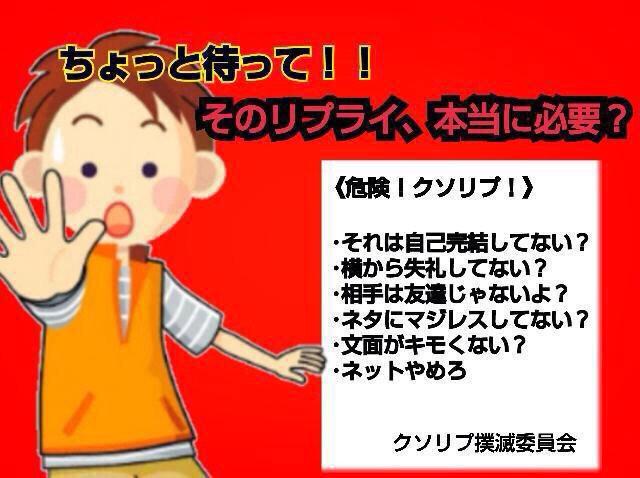 ちょっと待って！！
そのリプライ、本当に必要？
《危険！クソリプ！》
・それは自己完結してない？
・横から失礼してない？
・相手は友達じゃないよ？
・ネタにマジレスしてない？
・文面がキモくない？
・ネットやめろ
クソリプ撲滅委員会